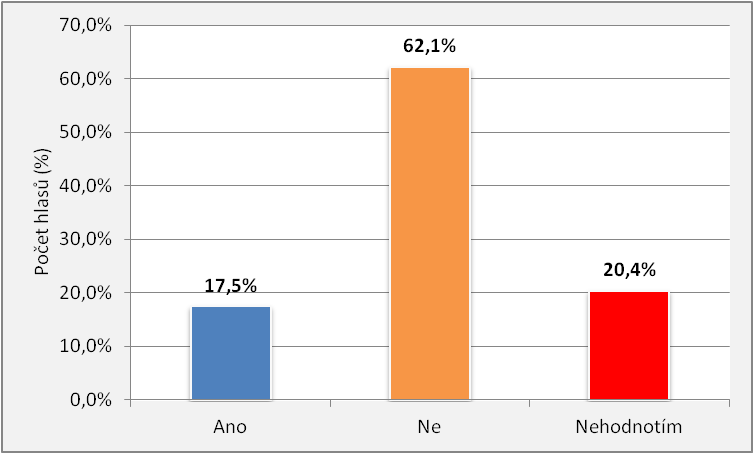 70,0%
60,0%
50,0%
40,0%
30,0%
20,0%
10,0%
0,0%
Počet hlasů (%)
17,5%
62,1%
20,4%
Ano
Ne
Nehodnotím